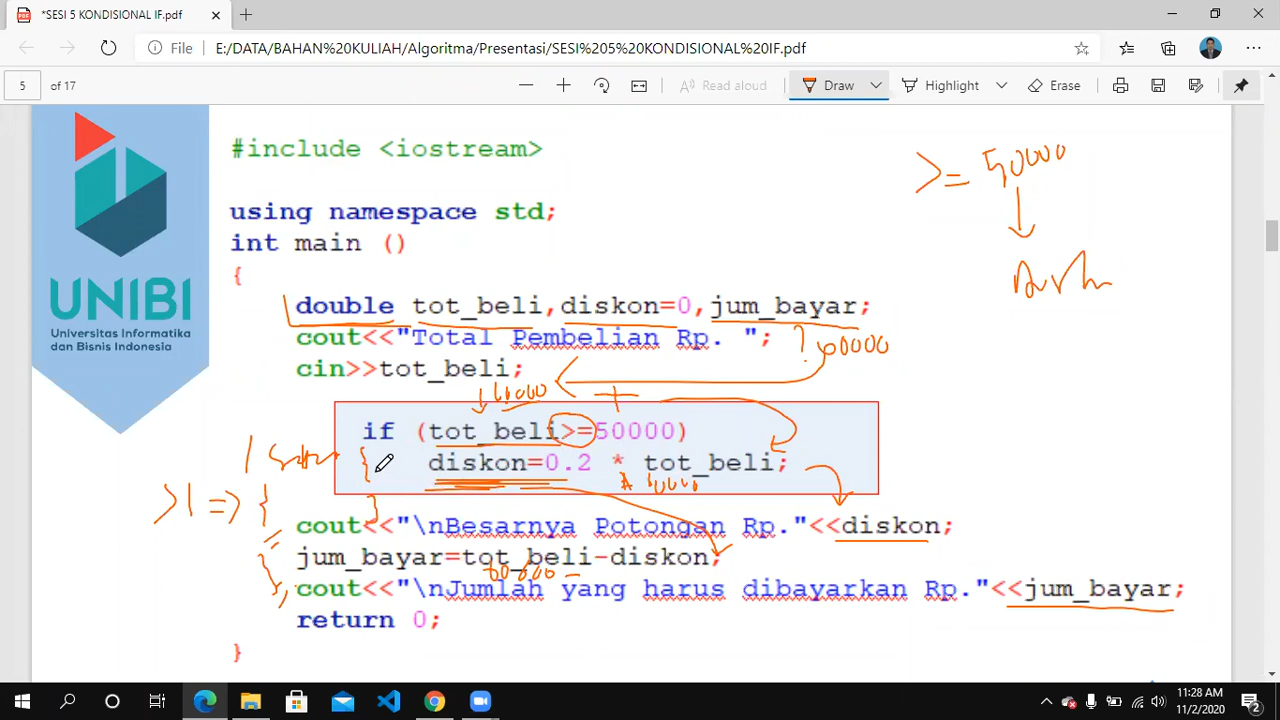 *SESI 5 KONDISIONAL IF.pdf
File E:/DATA/BAHAN%20KULIAH/Algoritma/Presentasi/SESI%205%20KONDISIONAL%20IF.pdf
5 of 17 Read aloud Draw Highlight Erase
#include <iostream>
>= 50000
using namespace std;
int main ()
{
UNIBI
Universitas Informatika
dan Bisnis Indonesia
double tot_beli,diskon=0,jum_bayar;
cout<<"Total Pembelian Rp. ";
cin>>tot_beli;
if (tot_beli>=50000)
diskon=0.2 * tot_beli;
>1 => {
cout<<"\nBesarnya Potongan Rp."<<diskon;
jum_bayar=tot_beli-diskon;
cout<<"\nJumlah yang harus dibayarkan Rp."<<jum_bayar;
return 0;
}
11:28 AM
11/2/2020
2